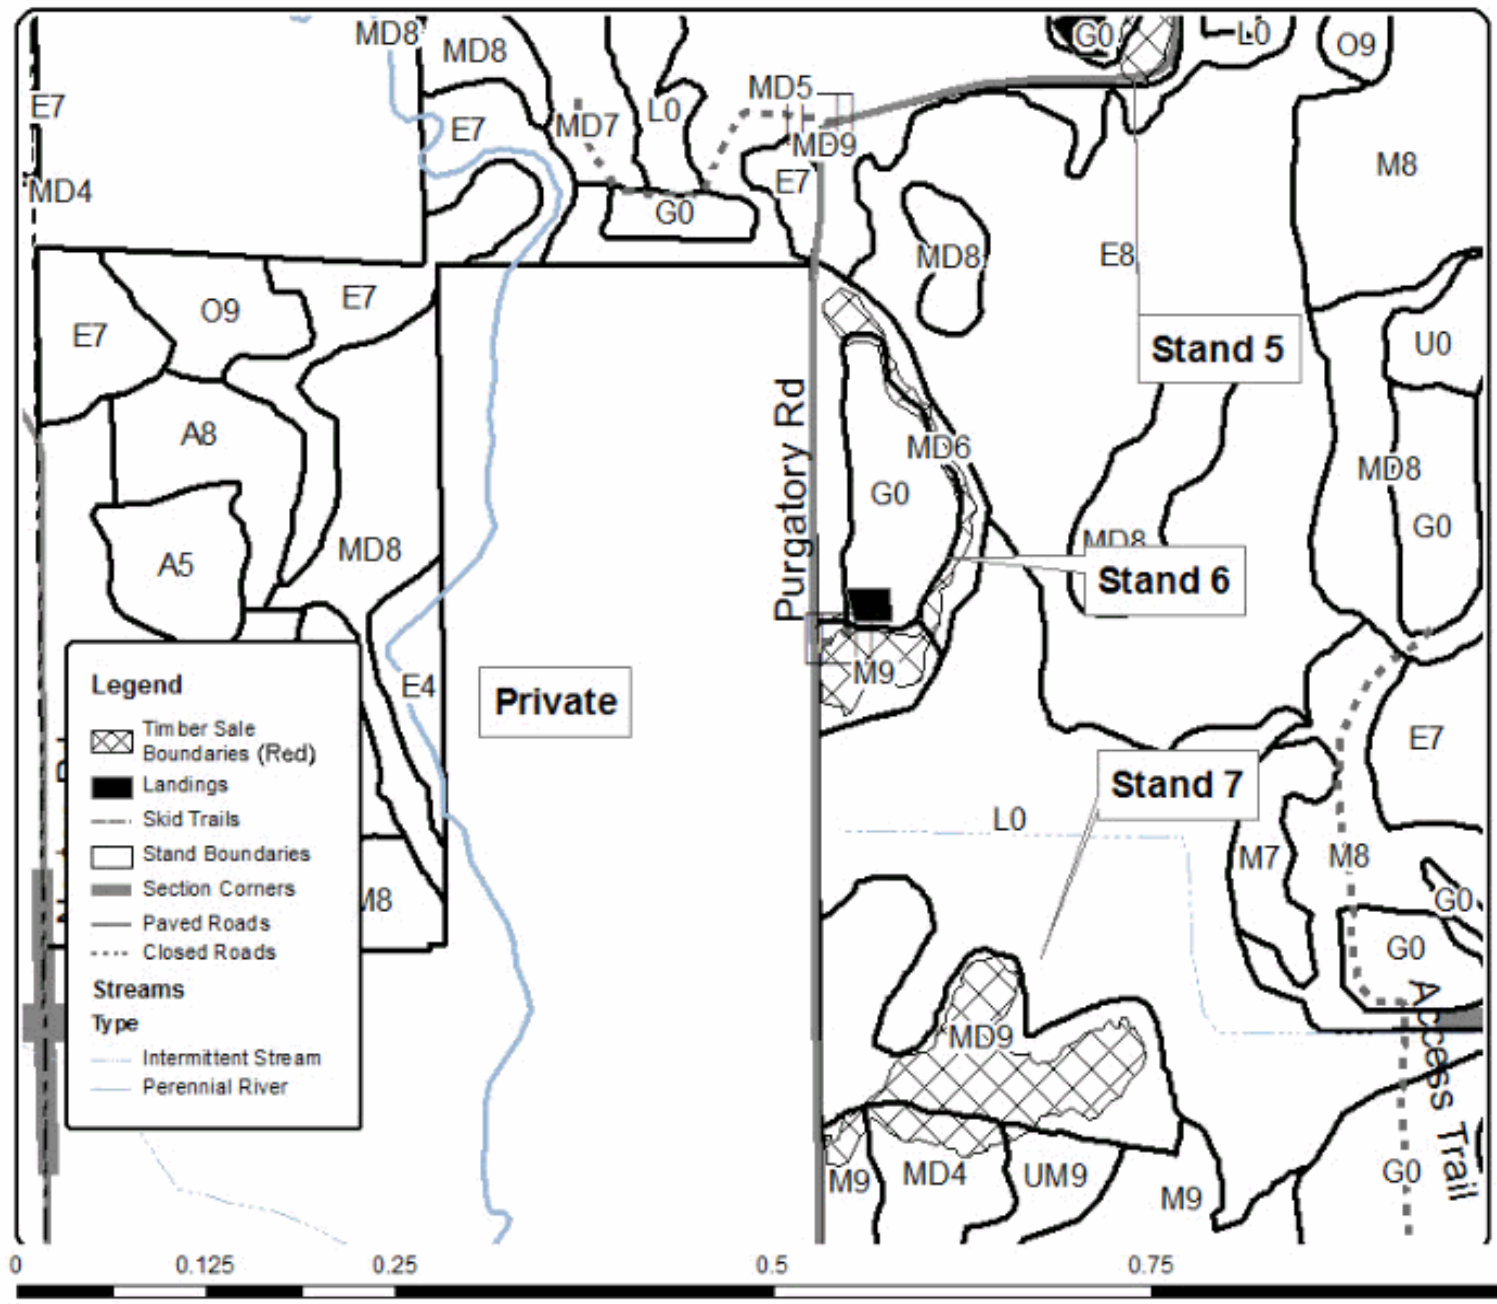 MD8
MD8
G0
L0
O9
E7
MD5
L0
E7
MD7
MD9
M8
MD4
E7
G0
MD8
E8
O9
E7
E7
U0
Stand 5
Purgatory Rd
A8
MD6
MD8
G0
G0
MD8
MD8
A5
Stand 6
E4
M9
Private
E7
Legend
Timber Sale
Boundaries (Red)
Landings
Skid Trails
Stand Boundaries
Section Corners
Paved Roads
Closed Roads
Streams
Type
Intermittent Stream
Perennial River
Stand 7
L0
M7
M8
M8
G0
G0
MD9
Access Trail
M9
MD4
UM9
M9
G0
0
0.125
0.25
0.5
0.75